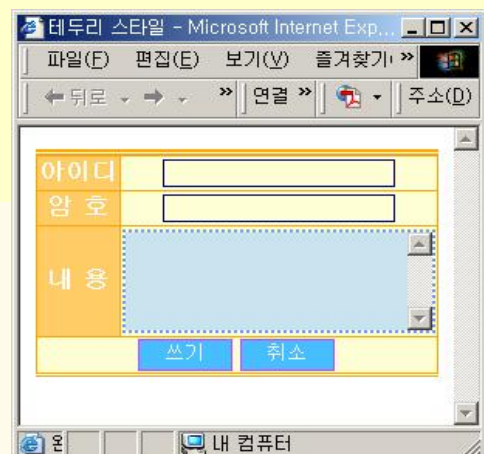 테두리 스타일 - Microsoft Internet Exp...
파일(F) 편집(E) 보기(V) 즐겨찾기 »
뒤로 » 연결 » 주소(D)
아이디
암 호
내 용
쓰기 취소
온 내 컴퓨터